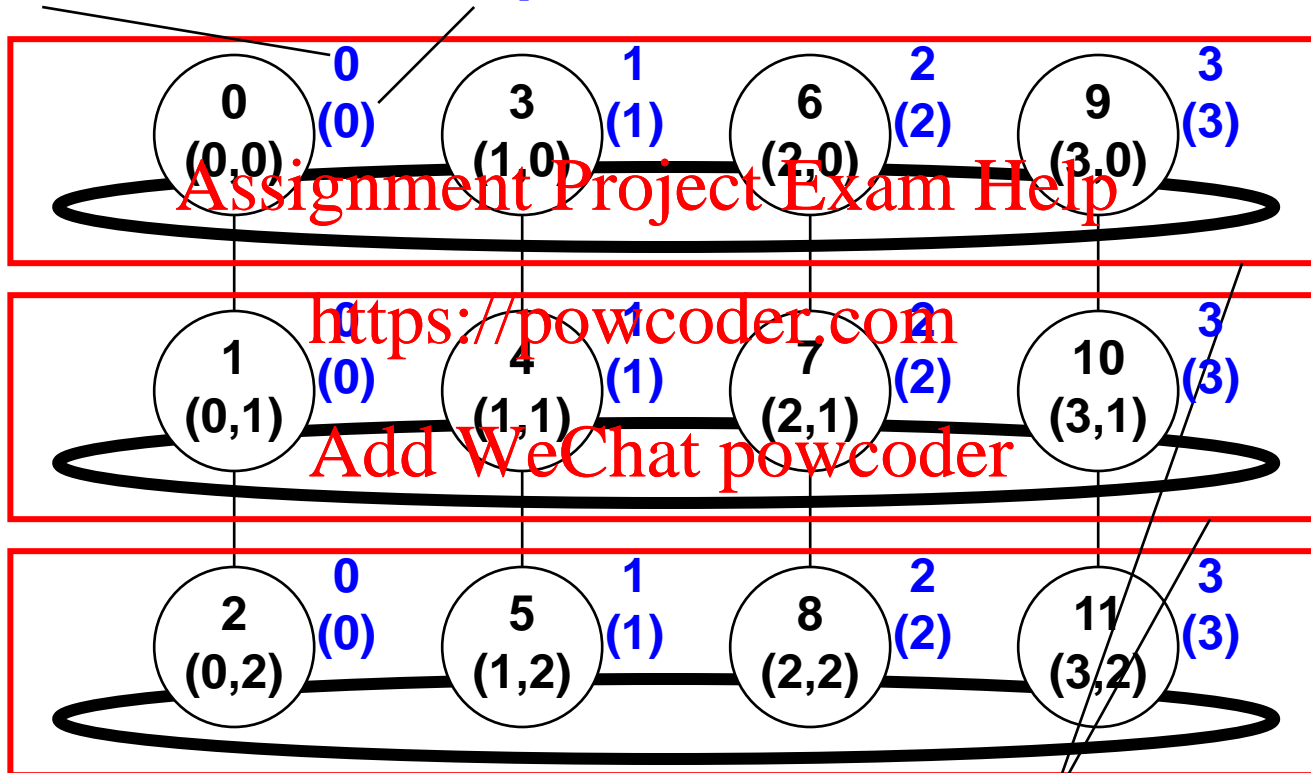 0 1 2 3
0 (0) 3 (1) 6 (2) 9 (3)
(0,0) (1,0) (2,0) (3,0)
Assignment Project Exam Help
0 1 2 3
https://powcoder.com
1 (0) 4 (1) 7 (2) 10 (3)
(0,1) (1,1) (2,1) (3,1)
Add WeChat powcoder
0 1 2 3
2 (0) 5 (1) 8 (2) 11 (3)
(0,2) (1,2) (2,2) (3,2)